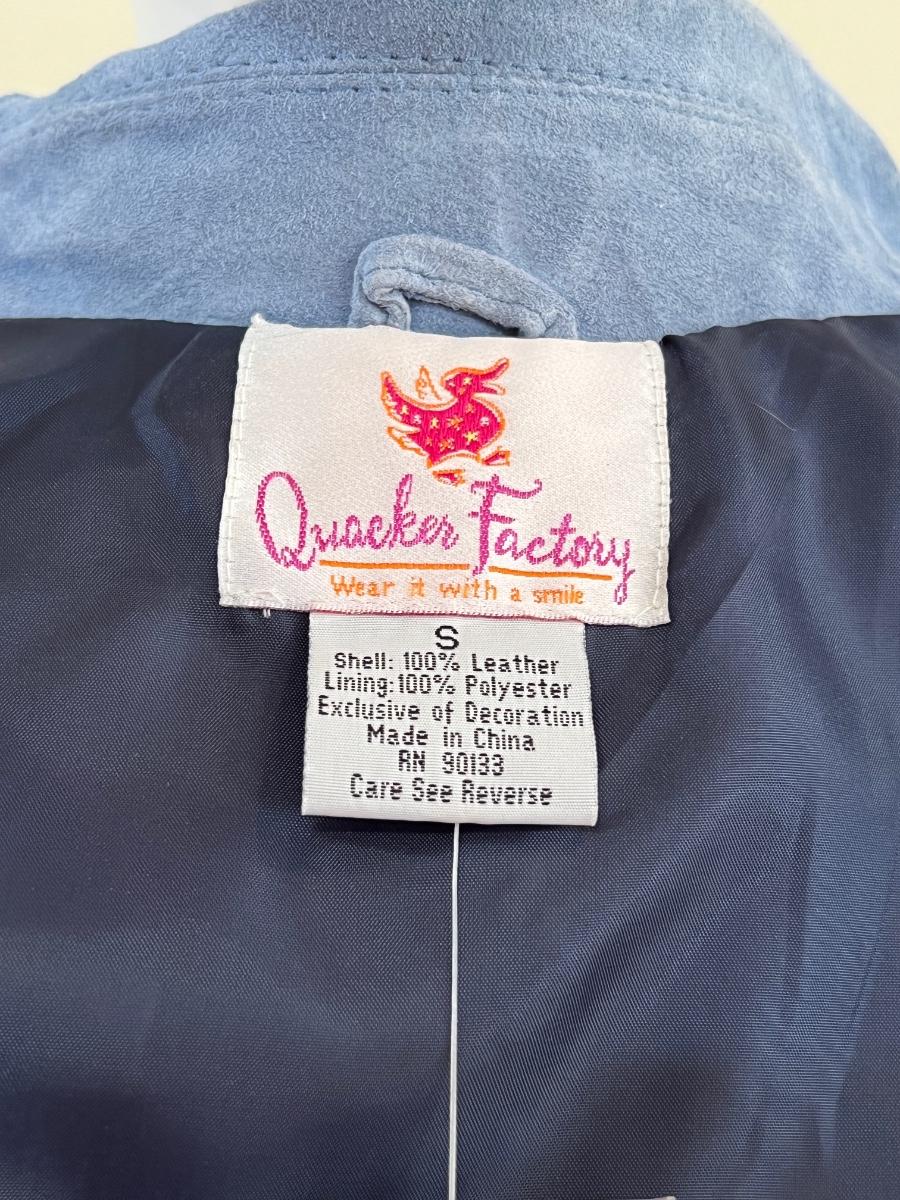 Quacker Factory
Wear it with a smile
S
Shell: 100% Leather
Lining:100% Polyester
Exclusive of Decoration
Made in China
RN 90133
Care See Reverse